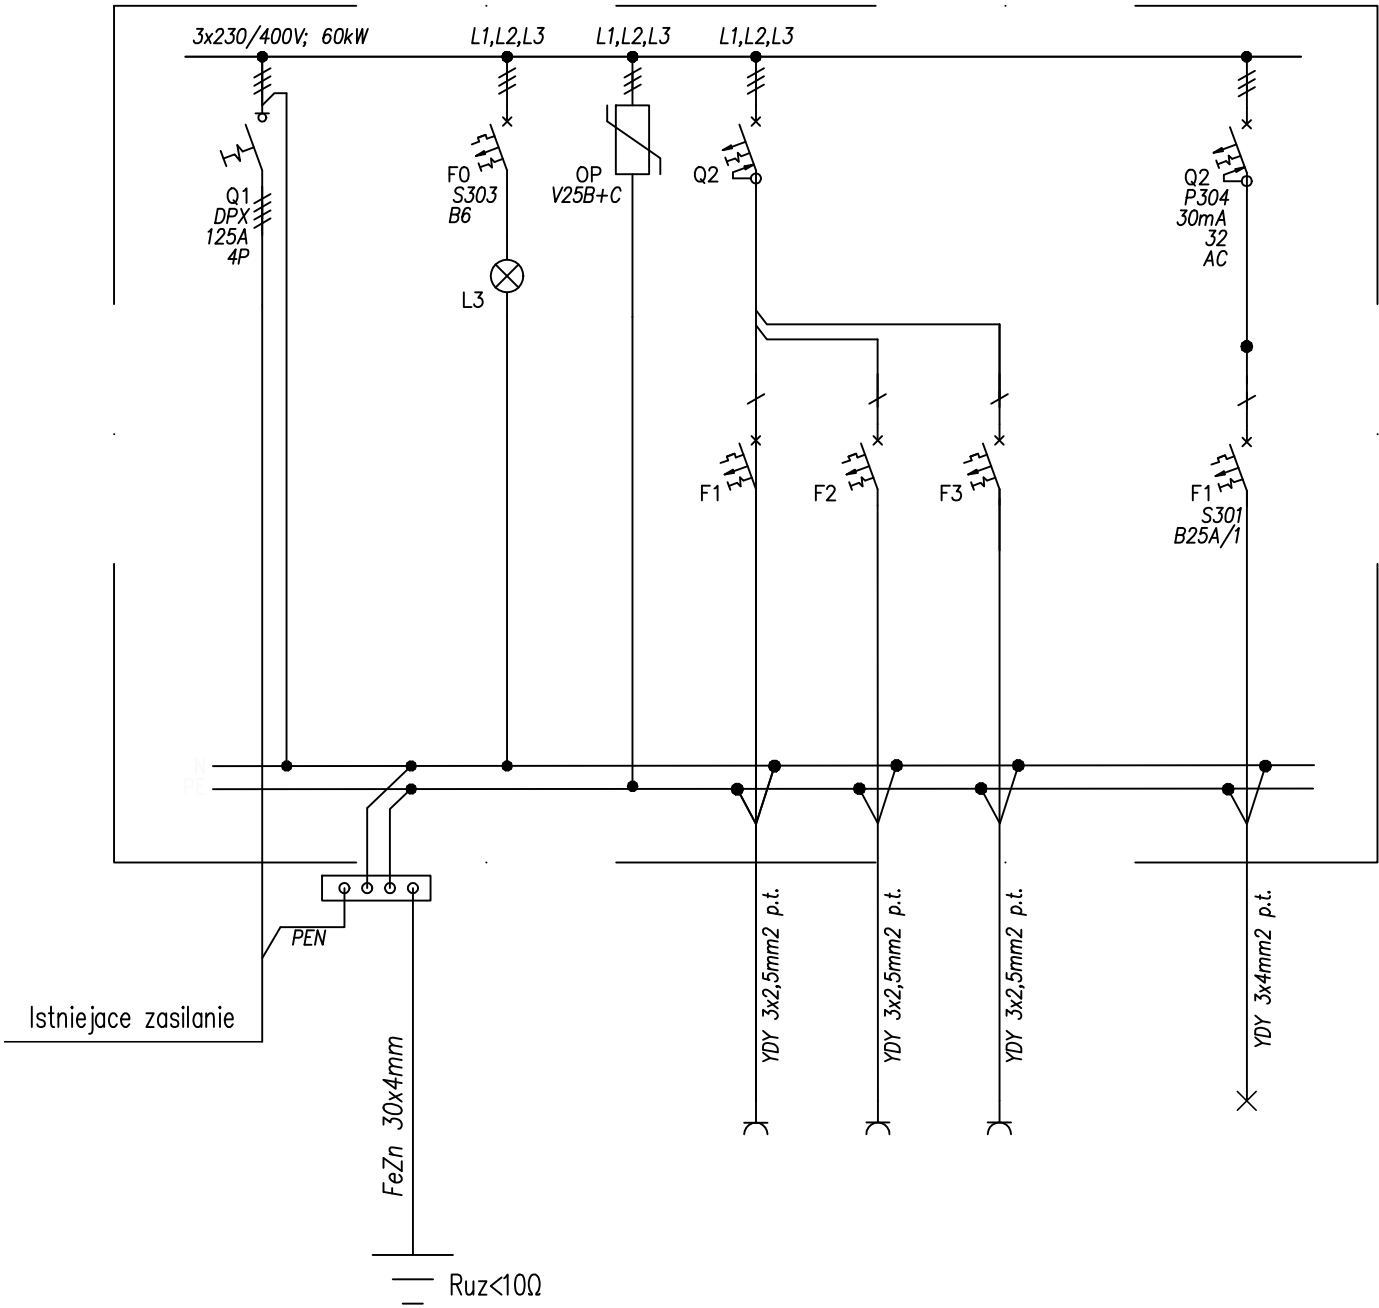 3x230/400V; 60kW
L1,L2,L3
L1,L2,L3
L1,L2,L3
Q1
DPX
125A
4P
F0
S303
B6
L3
OP
V25B+C
Q2
Q2
P304
30mA
32
AC
F1
F2
F3
F1
S301
B25A/1
N
PE
PEN
Istniejace zasilanie
FeZn 30x4mm
Ruz<10Ω
YDY 3x2,5mm2 p.t.
YDY 3x2,5mm2 p.t.
YDY 3x2,5mm2 p.t.
YDY 3x4mm2 p.t.